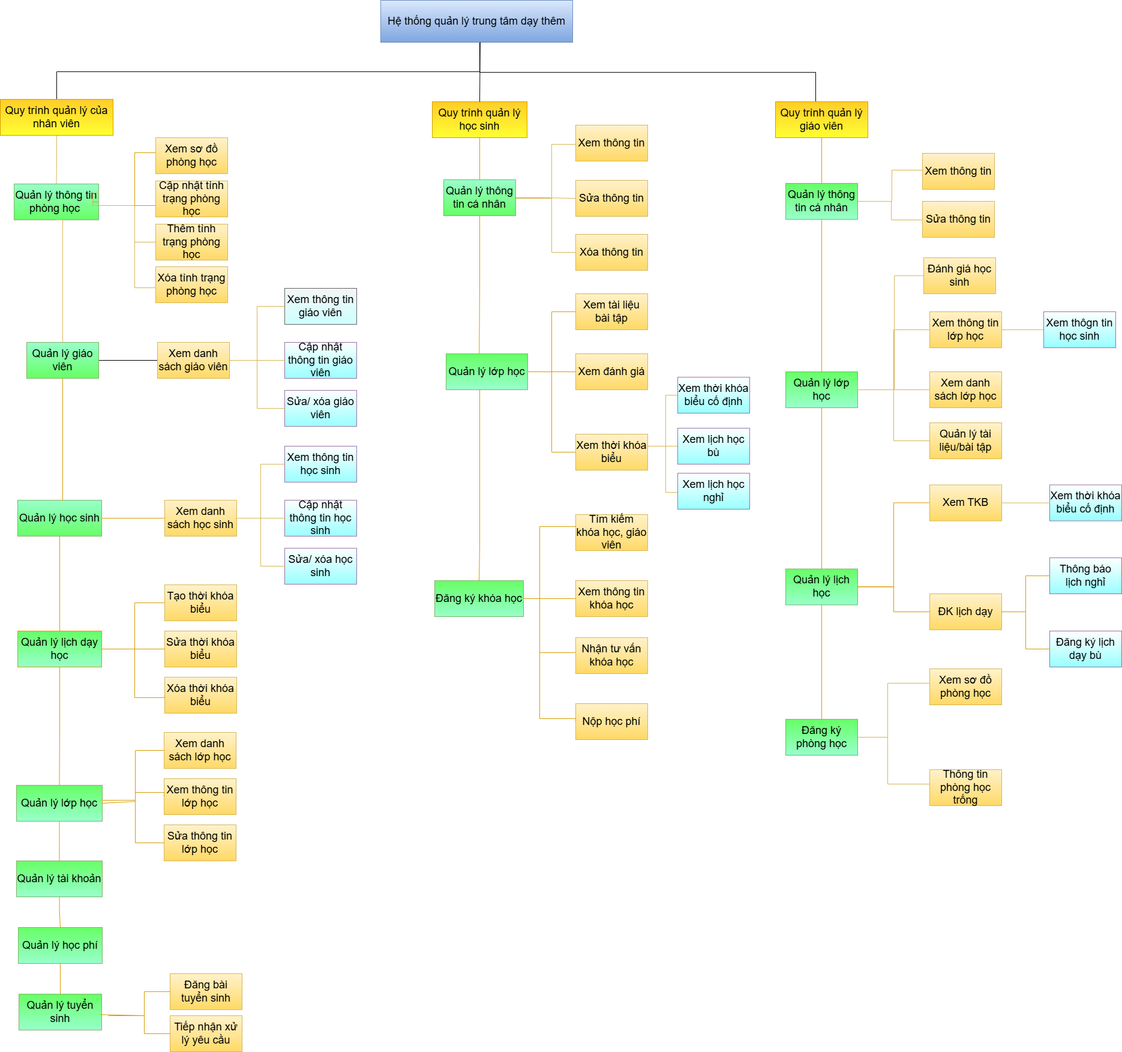 Hệ thống quản lý trung tâm dạy thêm
Quy trình quản lý của
nhân viên
Quản lý thông tin
phòng học
Xem sơ đồ
phòng học
Cập nhật tình
trạng phòng
học
Thêm tình
trạng phòng
học
Xóa tình trạng
phòng học
Quản lý giáo
viên
Xem danh
sách giáo viên
Xem thông tin
giáo viên
Cập nhật
thông tin giáo
viên
Sửa/ xóa giáo
viên
Quản lý học sinh
Xem danh
sách học sinh
Xem thông tin
học sinh
Cập nhật
thông tin học
sinh
Sửa/ xóa học
sinh
Quản lý lịch dạy
học
Tạo thời khóa
biểu
Sửa thời khóa
biểu
Xóa thời khóa
biểu
Quản lý lớp học
Xem danh
sách lớp học
Xem thông tin
lớp học
Sửa thông tin
lớp học
Quản lý tài khoản
Quản lý học phí
Quản lý tuyển
sinh
Đăng bài
tuyển sinh
Tiếp nhận xử
lý yêu cầu
Quy trình quản lý
học sinh
Quản lý thông
tin cá nhân
Xem thông tin
Sửa thông tin
Xóa thông tin
Quản lý lớp học
Xem tài liệu
bài tập
Xem đánh giá
Xem thời khóa
biểu
Xem thời khóa
biểu cố định
Xem lịch học
bù
Xem lịch học
nghỉ
Đăng ký khóa học
Tìm kiếm
khóa học, giáo
viên
Xem thông tin
khóa học
Nhận tư vấn
khóa học
Nộp học phí
Quy trình quản lý
giáo viên
Quản lý thông
tin cá nhân
Xem thông tin
Sửa thông tin
Quản lý lớp
học
Đánh giá học
sinh
Xem thông tin
lớp học
Xem thôgn tin
học sinh
Xem danh
sách lớp học
Quản lý tài
liệu/bài tập
Quản lý lịch
học
Xem TKB
Xem thời khóa
biểu cố định
ĐK lịch dạy
Thông báo
lịch nghỉ
Đăng ký lịch
dạy bù
Đăng ký
phòng học
Xem sơ đồ
phòng học
Thông tin
phòng học
trống